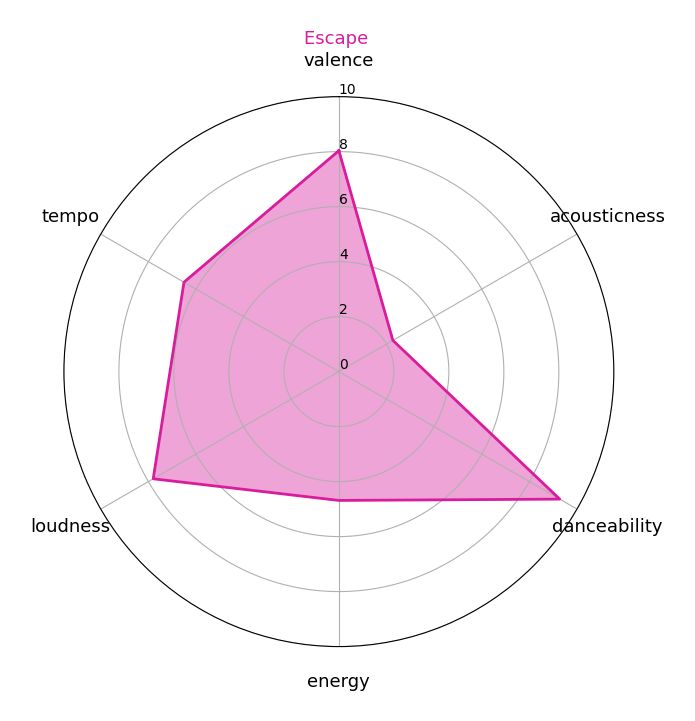 Escape
valence
10
8
6
4
2
0
tempo
acousticness
loudness
danceability
energy